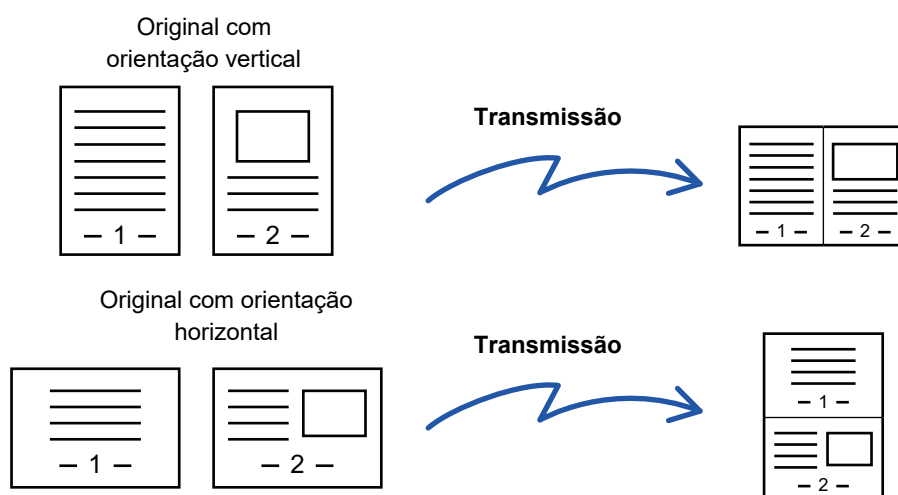 Original com
orientação vertical
Transmissão
– 1 –
– 2 –
– 1 –
– 2 –
Original com orientação
horizontal
Transmissão
– 1 –
– 2 –
– 1 –
– 2 –